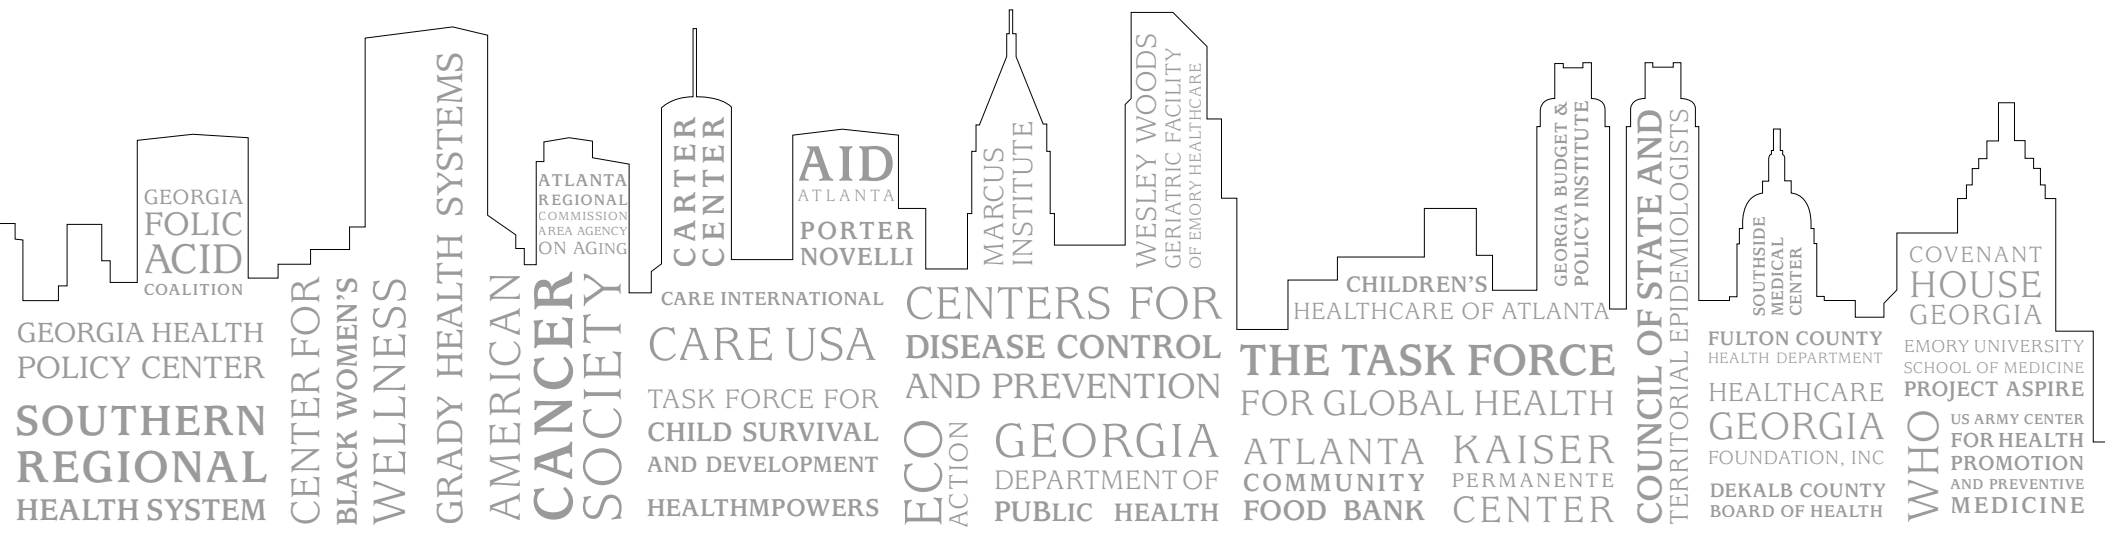 GEORGIA
FOLIC
ACID
COALITION
GEORGIA HEALTH
POLICY CENTER
SOUTHERN
REGIONAL
HEALTH SYSTEM
CENTER FOR
BLACK WOMEN'S
WELLNESS
GRADY HEALTH SYSTEMS
AMERICAN
CANCER
SOCIETY
ATLANTA
REGIONAL
COMMISSION
AREA AGENCY
ON AGING
CARTER
CENTER
CARE INTERNATIONAL
CARE USA
TASK FORCE FOR
CHILD SURVIVAL
AND DEVELOPMENT
HEALTHMPOWERS
AID
ATLANTA
PORTER
NOVELLI
MARCUS
INSTITUTE
WESLEY WOODS
GERIATRIC FACILITY
OF EMORY HEALTHCARE
CENTERS FOR
DISEASE CONTROL
AND PREVENTION
ECO
ACTION
GEORGIA
DEPARTMENT OF
PUBLIC HEALTH
CHILDREN'S
HEALTHCARE OF ATLANTA
THE TASK FORCE
FOR GLOBAL HEALTH
ATLANTA
COMMUNITY
FOOD BANK
KAISER
PERMANENTE
CENTER
GEORGIA BUDGET &
POLICY INSTITUTE
COUNCIL OF STATE AND
TERRITORIAL EPIDEMIOLOGISTS
SOUTHSIDE
MEDICAL
CENTER
FULTON COUNTY
HEALTH DEPARTMENT
HEALTHCARE
GEORGIA
FOUNDATION, INC
DEKALB COUNTY
BOARD OF HEALTH
COVENANT
HOUSE
GEORGIA
EMORY UNIVERSITY
SCHOOL OF MEDICINE
PROJECT ASPIRE
WHO
US ARMY CENTER
FOR HEALTH
PROMOTION
AND PREVENTIVE
MEDICINE